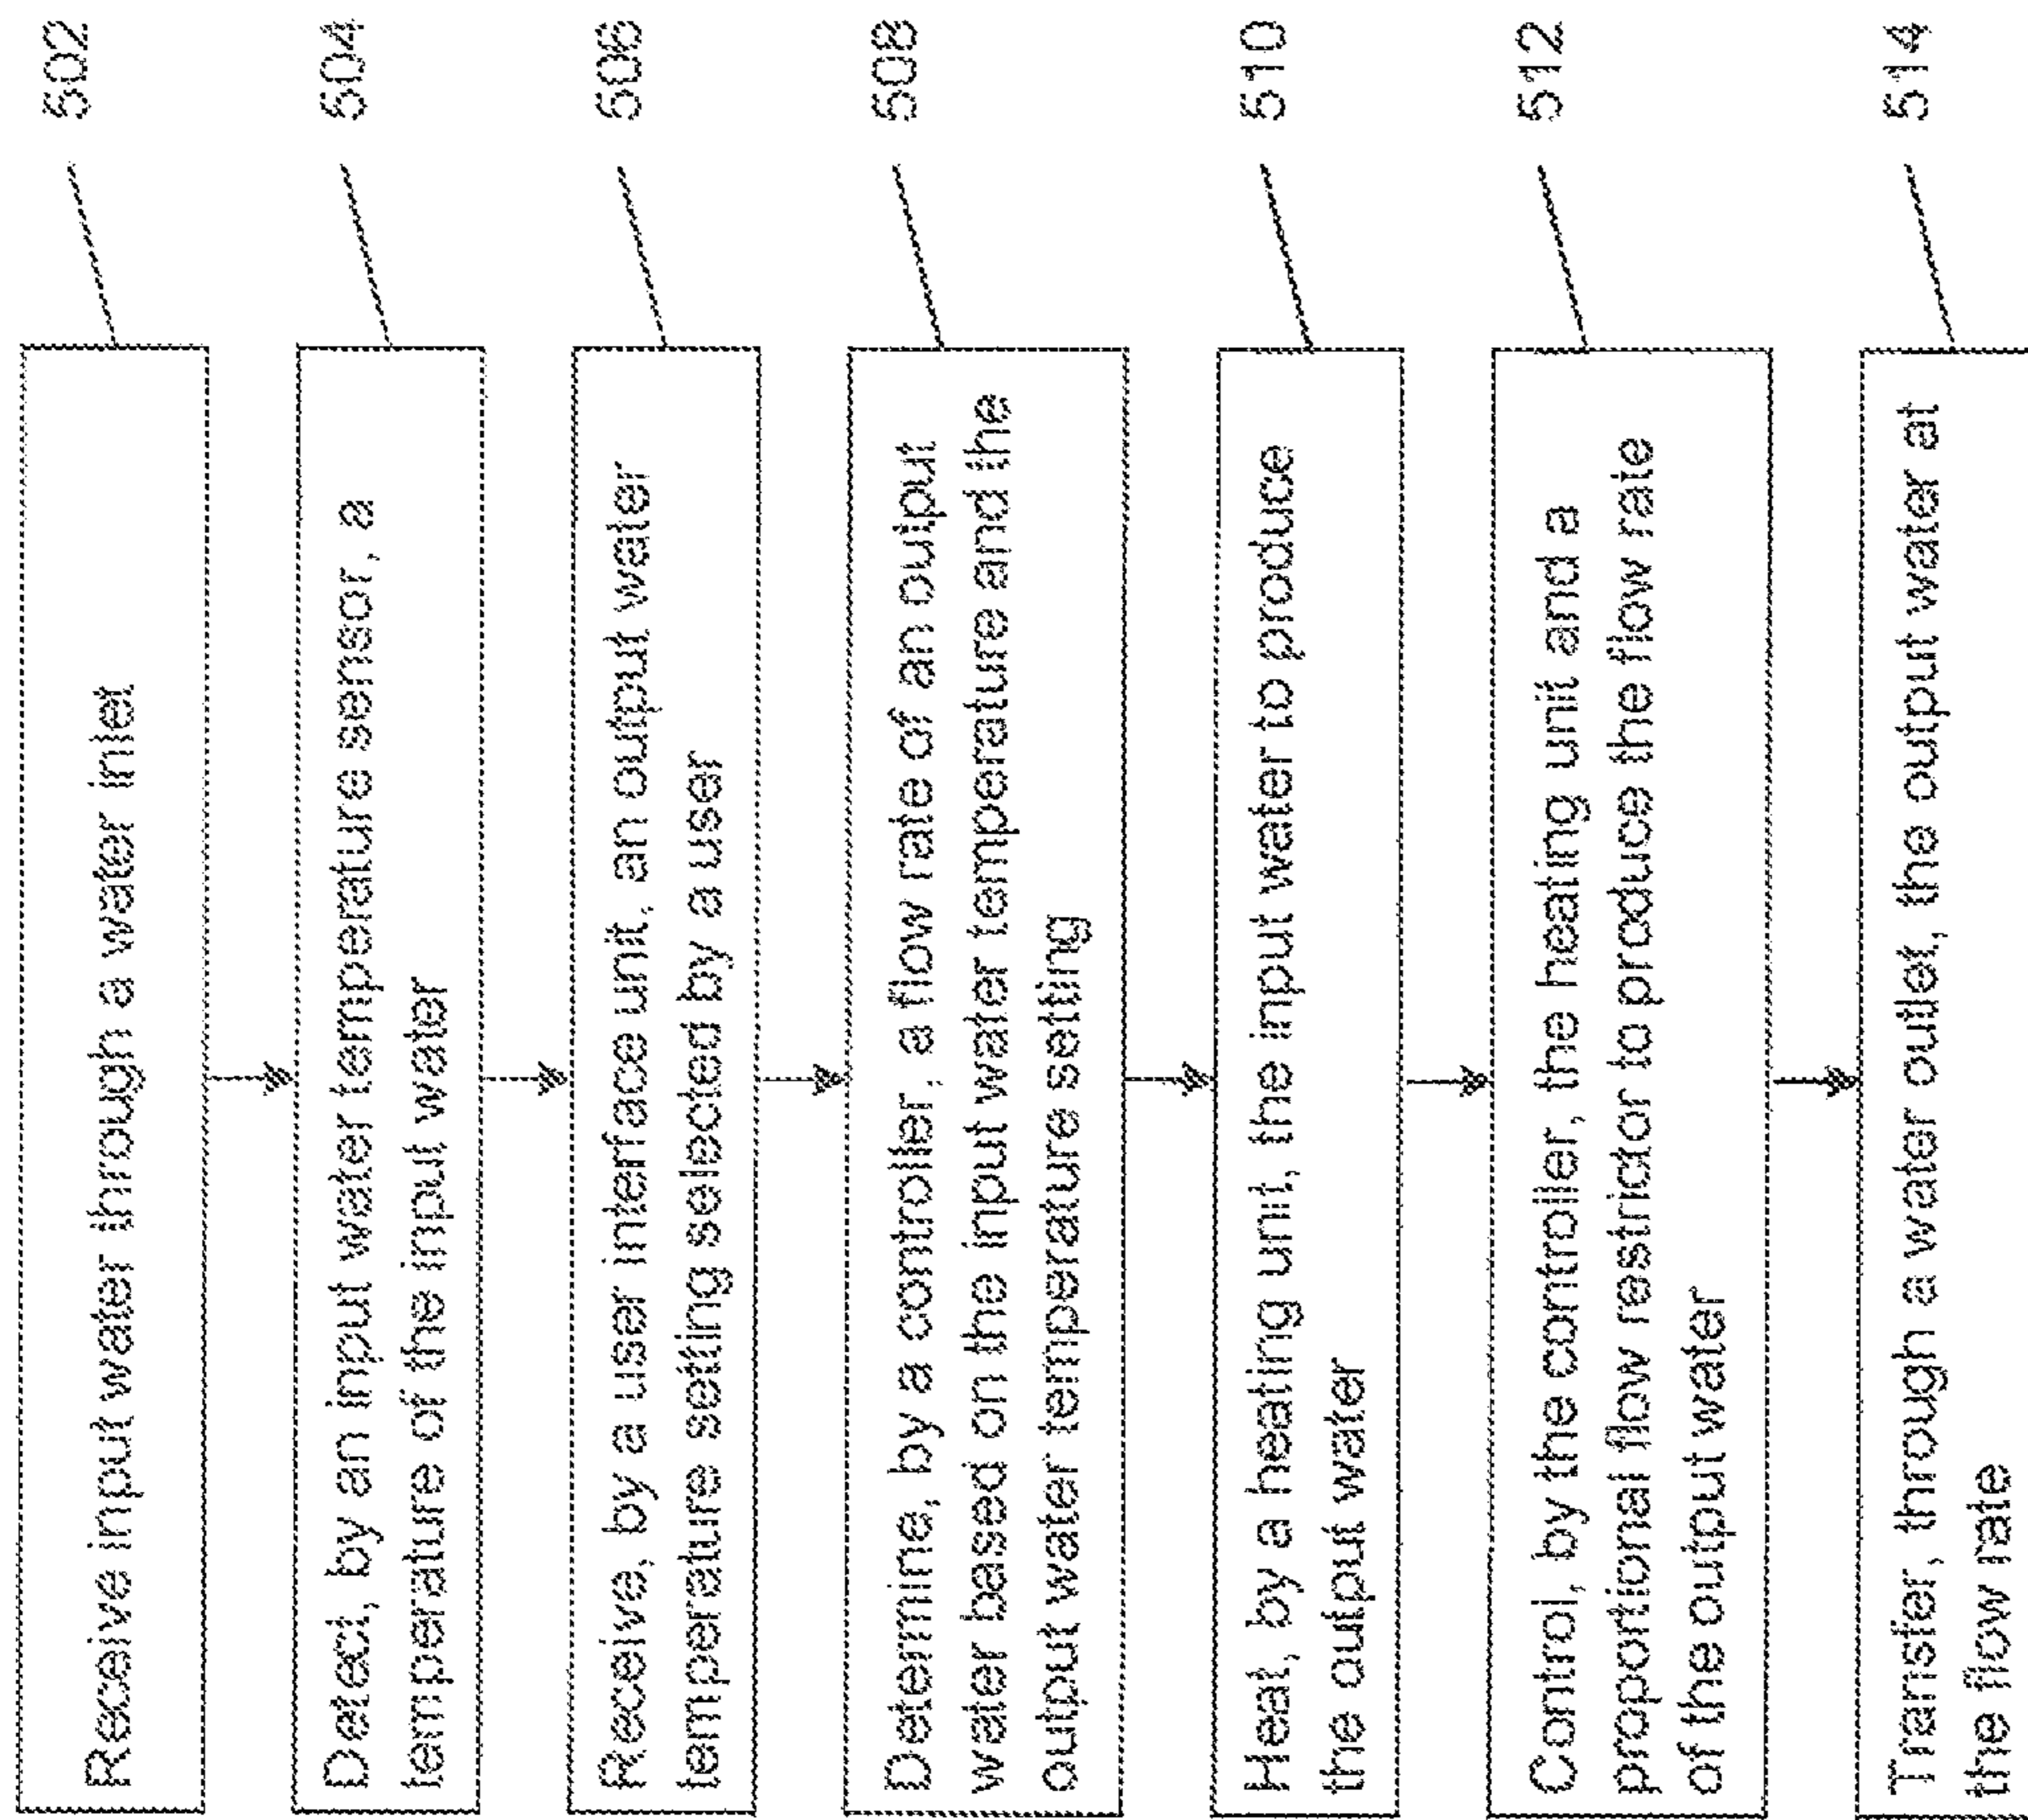 Receive input water through a water inlet
502
Detect, by an input water temperature sensor, a
temperature of the input water
504
Receive, by a user interface unit, an output water
temperature setting selected by a user
506
Determine, by a controller, a flow rate of an output
water based on the input water temperature and the
output water temperature setting
508
Heat, by a heating unit, the input water to produce
the output water
510
Control, by the controller, the heating unit and a
proportional flow restrictor to produce the flow rate
of the output water
512
Transfer, through a water outlet, the output water at
the flow rate
514